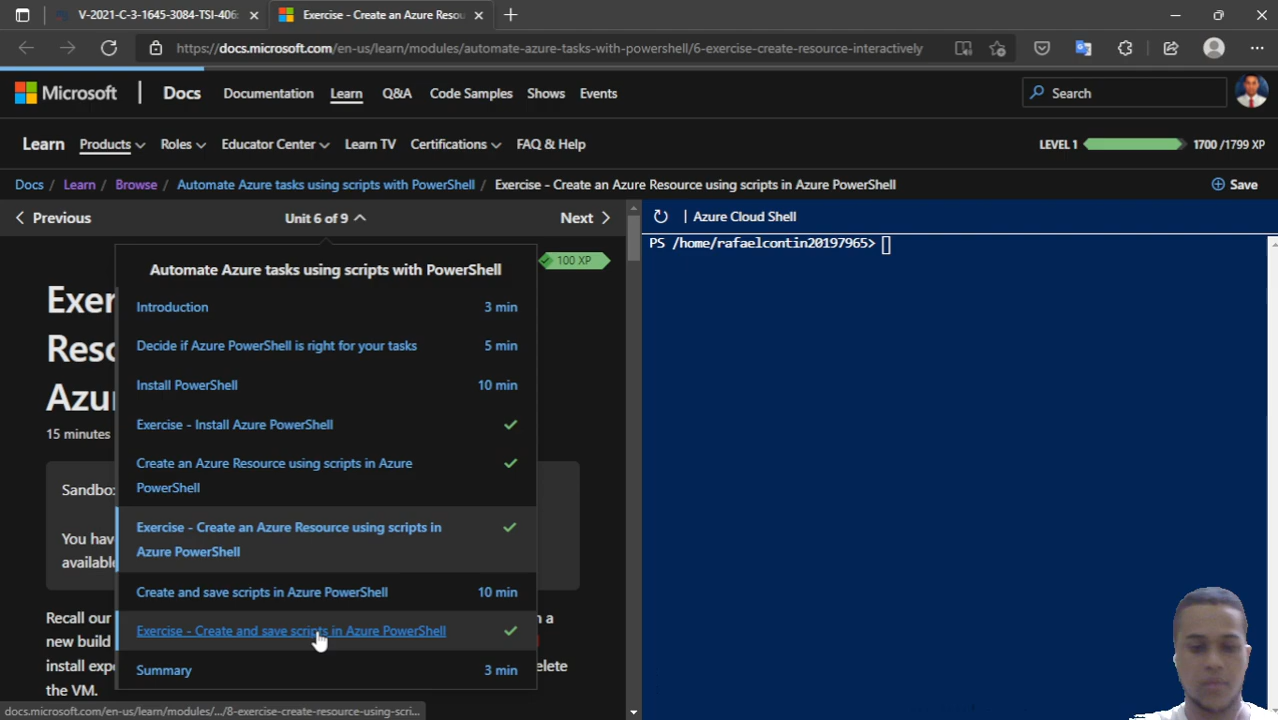 V-2021-C-3-1645-3084-TSI-406:
Exercise - Create an Azure Resou
https://docs.microsoft.com/en-us/learn/modules/automate-azure-tasks-with-powershell/6-exercise-create-resource-interactively
Microsoft Docs Documentation Learn Q&A Code Samples Shows Events Search
Learn Products Roles Educator Center Learn TV Certifications FAQ & Help LEVEL 1 1700 /1799 XP
Docs / Learn / Browse / Automate Azure tasks using scripts with PowerShell / Exercise - Create an Azure Resource using scripts in Azure PowerShell Save
Previous Unit 6 of 9 Next
Azure Cloud Shell
PS /home/rafaelcontin20197965>
100 XP
Automate Azure tasks using scripts with PowerShell
Introduction 3 min
Decide if Azure PowerShell is right for your tasks 5 min
Install PowerShell 10 min
Exercise - Install Azure PowerShell
Create an Azure Resource using scripts in Azure
PowerShell
Exercise - Create an Azure Resource using scripts in
Azure PowerShell
Create and save scripts in Azure PowerShell 10 min
Exercise - Create and save scripts in Azure PowerShell
Summary 3 min
Exer
Reso
Azu
15 minutes
Sandbox
You hav
availabl
Recall our n a
new build
install expe elete
the VM.
docs.microsoft.com/en-us/learn/modules/.../8-exercise-create-resource-using-scri...